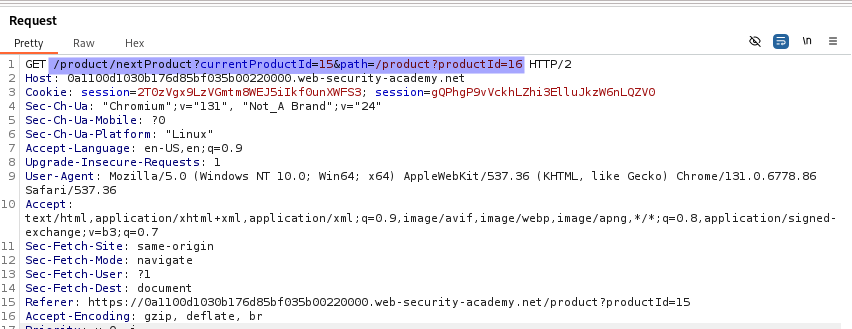 Request
Pretty Raw Hex
\n
1 GET /product/nextProduct?currentProductId=15&path=/product?productId=16 HTTP/2
2 Host: 0a1100d1030b176d85bf035b00220000.web-security-academy.net
3 Cookie: session=2T0zVgx9LzVGmtm8WEJ5iIkf0unXWFS3; session=gQPhgP9vVckhLZhi3ElluJkzW6nLQZV0
4 Sec-Ch-Ua: "Chromium";v="131", "Not_A Brand";v="24"
5 Sec-Ch-Ua-Mobile: ?0
6 Sec-Ch-Ua-Platform: "Linux"
7 Accept-Language: en-US,en;q=0.9
8 Upgrade-Insecure-Requests: 1
9 User-Agent: Mozilla/5.0 (Windows NT 10.0; Win64; x64) AppleWebKit/537.36 (KHTML, like Gecko) Chrome/131.0.6778.86
Safari/537.36
10 Accept:
text/html,application/xhtml+xml,application/xml;q=0.9,image/avif,image/webp,image/apng,*/*;q=0.8,application/signed-
exchange;v=b3;q=0.7
11 Sec-Fetch-Site: same-origin
12 Sec-Fetch-Mode: navigate
13 Sec-Fetch-User: ?1
14 Sec-Fetch-Dest: document
15 Referer: https://0a1100d1030b176d85bf035b00220000.web-security-academy.net/product?productId=15
16 Accept-Encoding: gzip, deflate, br
17